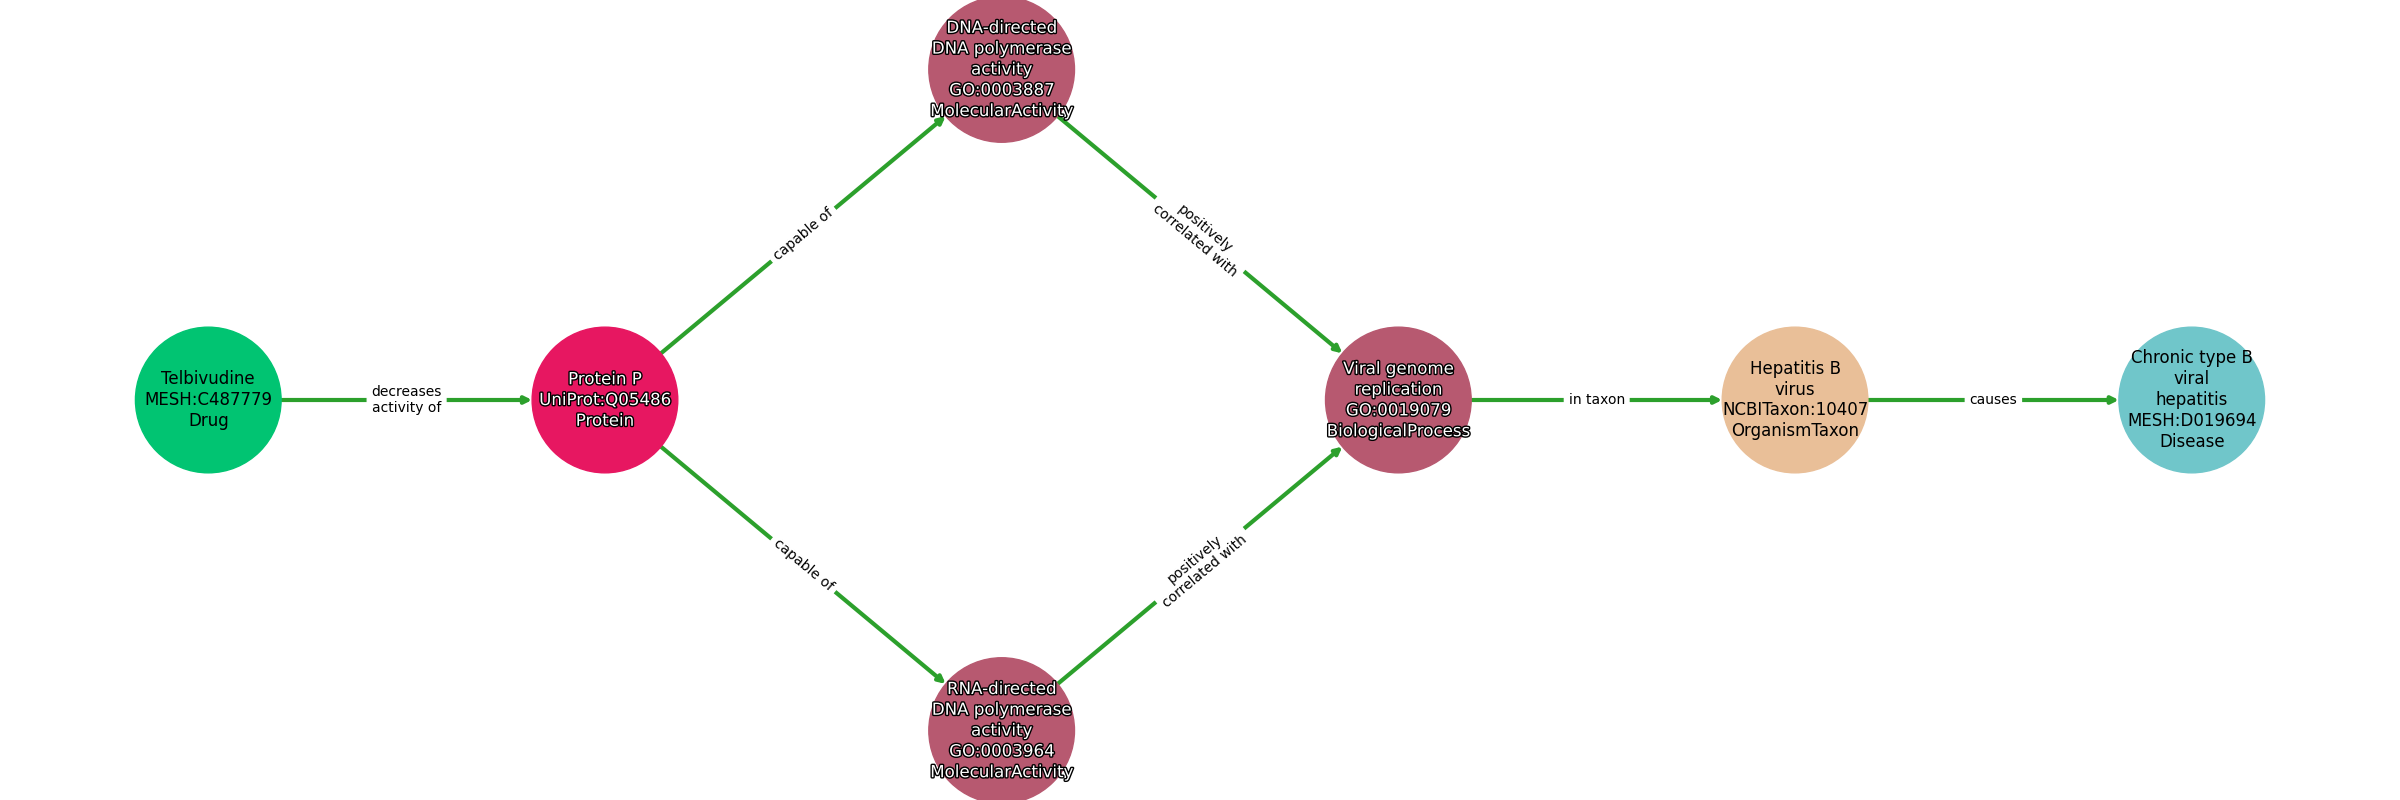 Telbivudine
MESH:C487779
Drug
decreases
activity of
Protein P
UniProt:Q05486
Protein
capable of
DNA-directed
DNA polymerase
activity
GO:0003887
MolecularActivity
positively
correlated with
capable of
RNA-directed
DNA polymerase
activity
GO:0003964
MolecularActivity
positively
correlated with
Viral genome
replication
GO:0019079
BiologicalProcess
in taxon
Hepatitis B
virus
NCBITaxon:10407
OrganismTaxon
causes
Chronic type B
viral
hepatitis
MESH:D019694
Disease